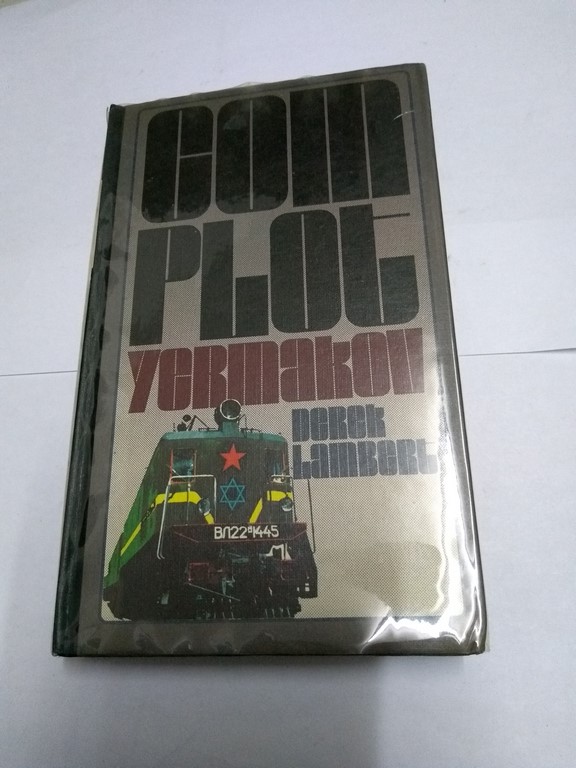 COM
PLOT
YERMAKOV
DEREK
LAMBERT
ВЛ22м1445